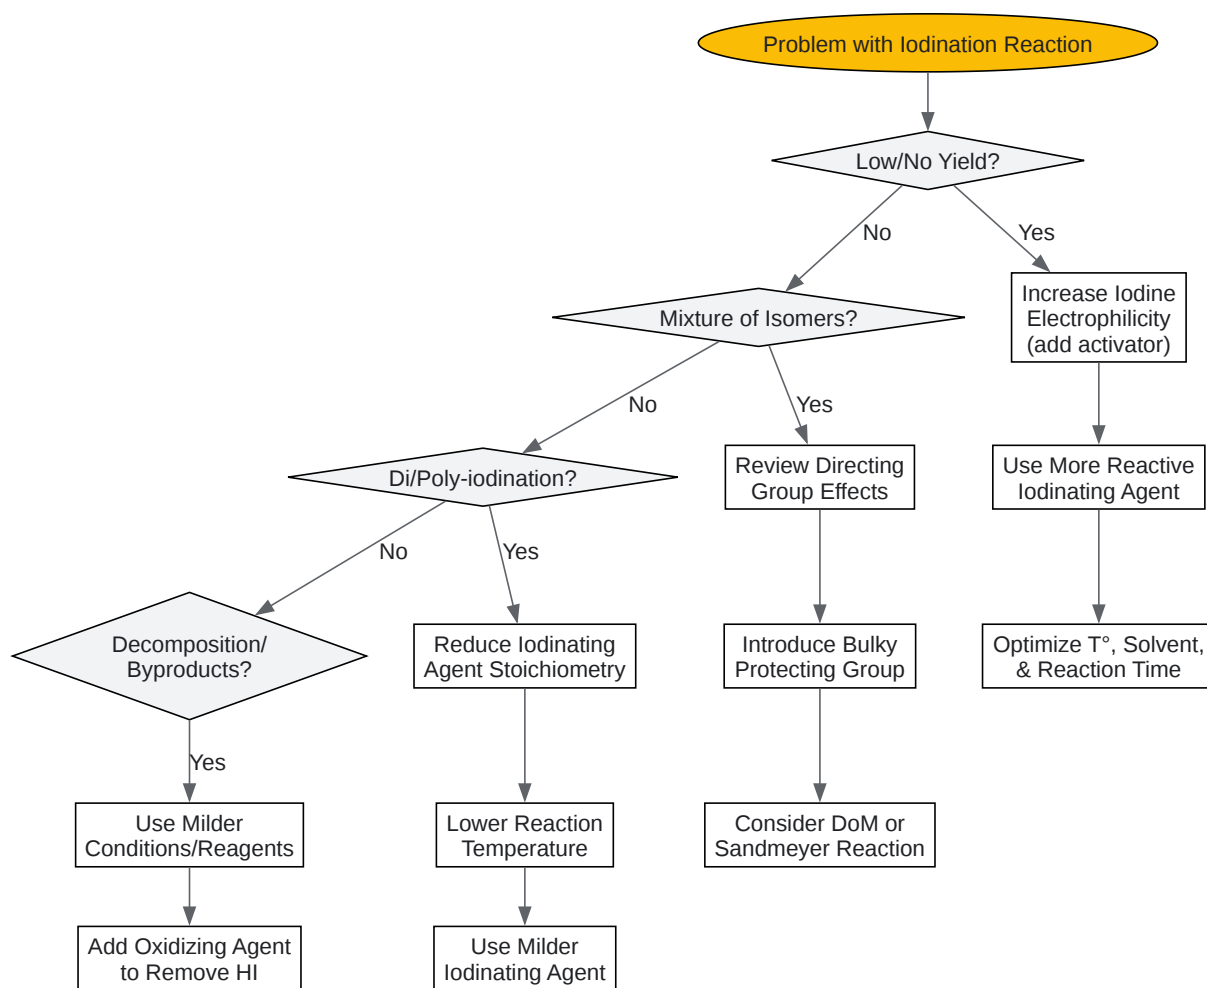 Problem with Iodination Reaction
Low/No Yield?
No
Yes
Increase Iodine
Electrophilicity
(add activator)
Mixture of Isomers?
No
Yes
Review Directing
Group Effects
Use More Reactive
Iodinating Agent
Di/Poly-iodination?
No
Yes
Decomposition/
Byproducts?
Reduce Iodinating
Agent Stoichiometry
Introduce Bulky
Protecting Group
Optimize T°, Solvent,
& Reaction Time
Yes
Use Milder
Conditions/Reagents
Lower Reaction
Temperature
Consider DoM or
Sandmeyer Reaction
Add Oxidizing Agent
to Remove HI
Use Milder
Iodinating Agent